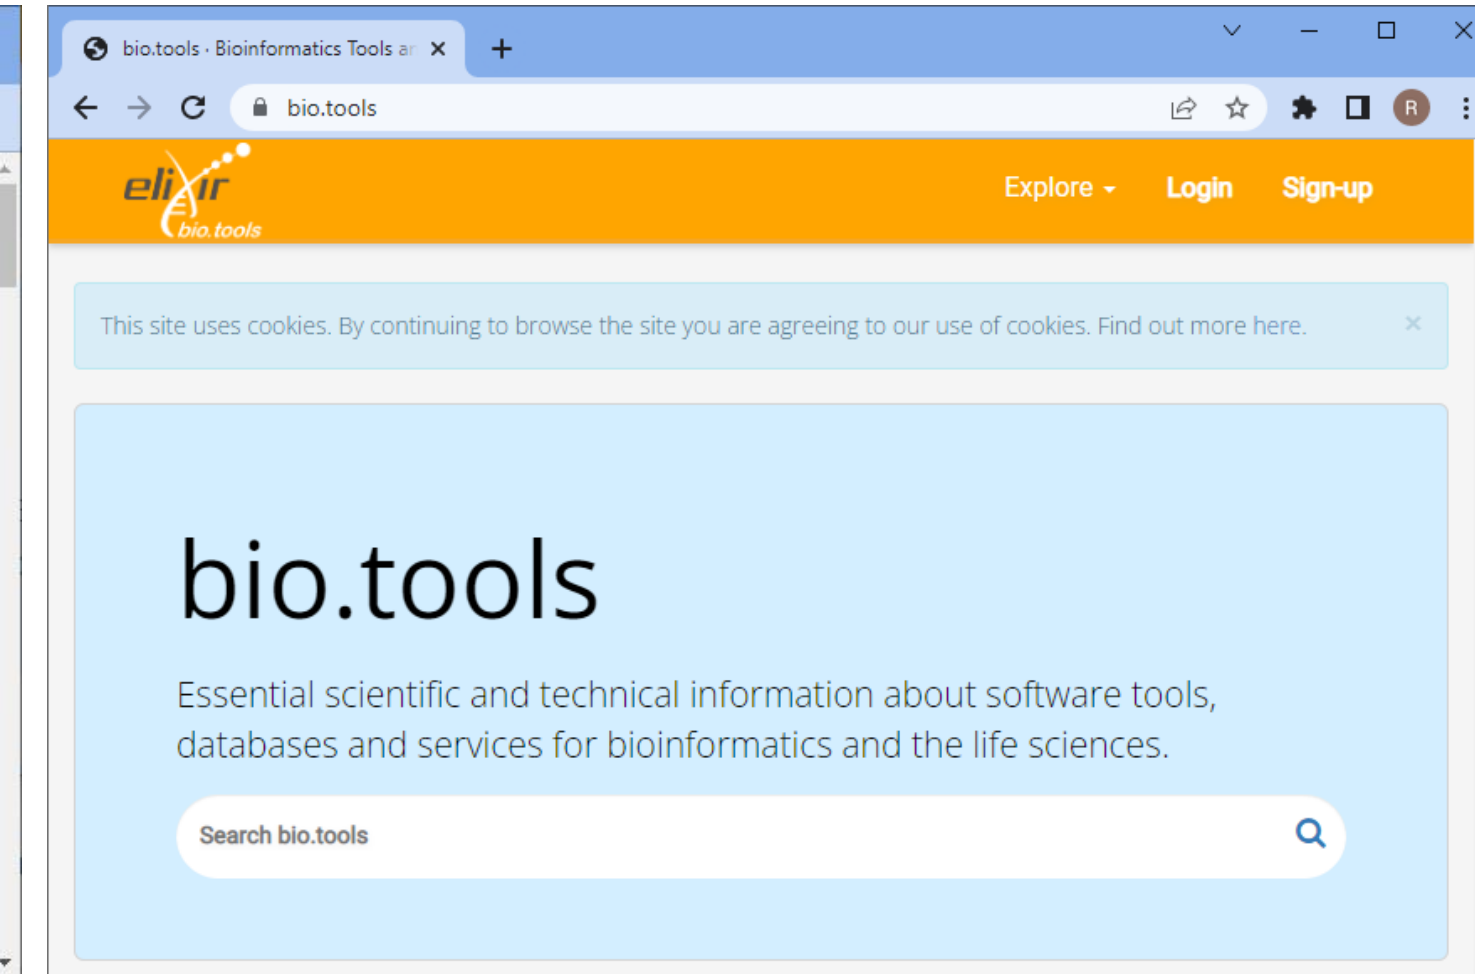 bio.tools · Bioinformatics Tools ar
bio.tools
R
elixir
bio.tools
Explore
Login
Sign-up
This site uses cookies. By continuing to browse the site you are agreeing to our use of cookies. Find out more here.
bio.tools
Essential scientific and technical information about software tools,
databases and services for bioinformatics and the life sciences.
Search bio.tools